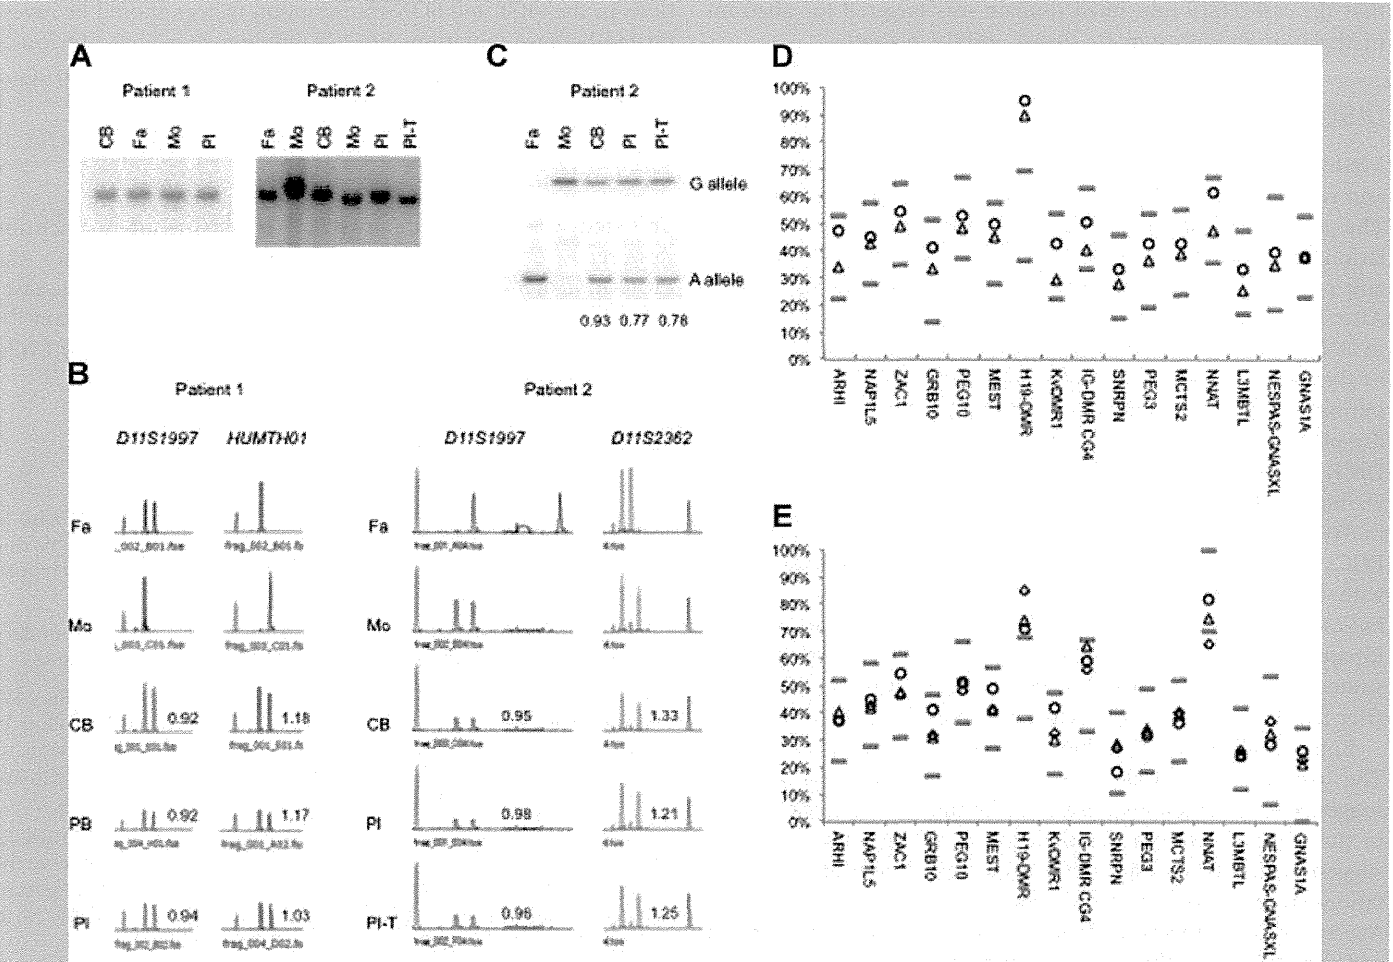 A
Patient 1
CB Fa Mo Pl
Patient 2
Fa Mo CB Mo Pl Pl-T
C
Patient 2
Fa Mo CB Pl Pl-T
G allele
A allele
0.93 0.77 0.78
B
Patient 1 Patient 2
D11S1997 HUMTH01 D11S1997 D11S2362
Fa Fa
Mo Mo
CB 0.92 1.18 CB 0.95 1.33
PB 0.92 1.17 Pl 0.98 1.21
Pl 0.94 1.03 Pl-T 0.96 1.25
D
100%
90%
80%
70%
60%
50%
40%
30%
20%
10%
0%
ARHI NAP1L5 ZAC1 GRB10 PEG10 MEST H19-DMR KvDMR1 IG-DMR CG4 SNRPN PEG3 MCTS2 NNAT L3MBTL NESPAS-GNASXL GNAS1A
E
100%
90%
80%
70%
60%
50%
40%
30%
20%
10%
0%
ARHI NAP1L5 ZAC1 GRB10 PEG10 MEST H19-DMR KvDMR1 IG-DMR CG4 SNRPN PEG3 MCTS2 NNAT L3MBTL NESPAS-GNASXL GNAS1A